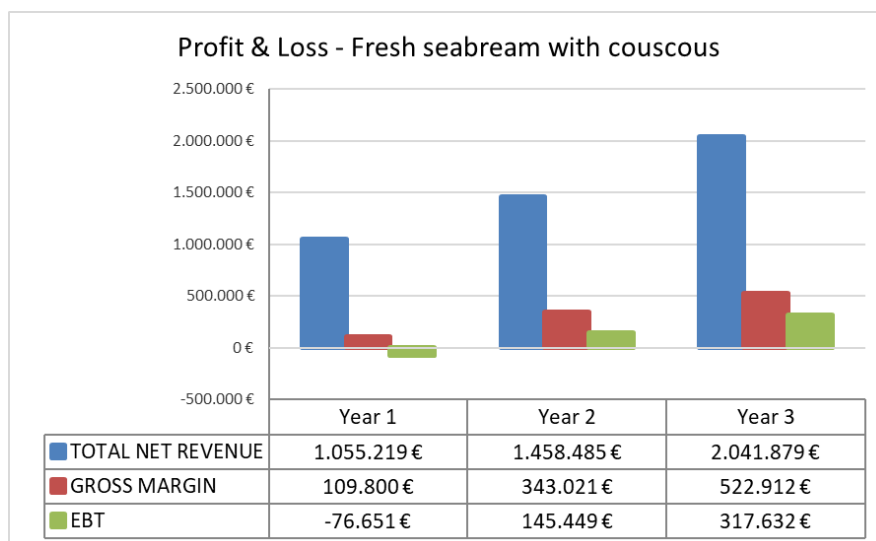 Profit & Loss - Fresh seabream with couscous
2.500.000 €
2.000.000 €
1.500.000 €
1.000.000 €
500.000 €
0 €
-500.000 €
Year 1 Year 2 Year 3
TOTAL NET REVENUE 1.055.219 € 1.458.485 € 2.041.879 €
GROSS MARGIN 109.800 € 343.021 € 522.912 €
EBT -76.651 € 145.449 € 317.632 €